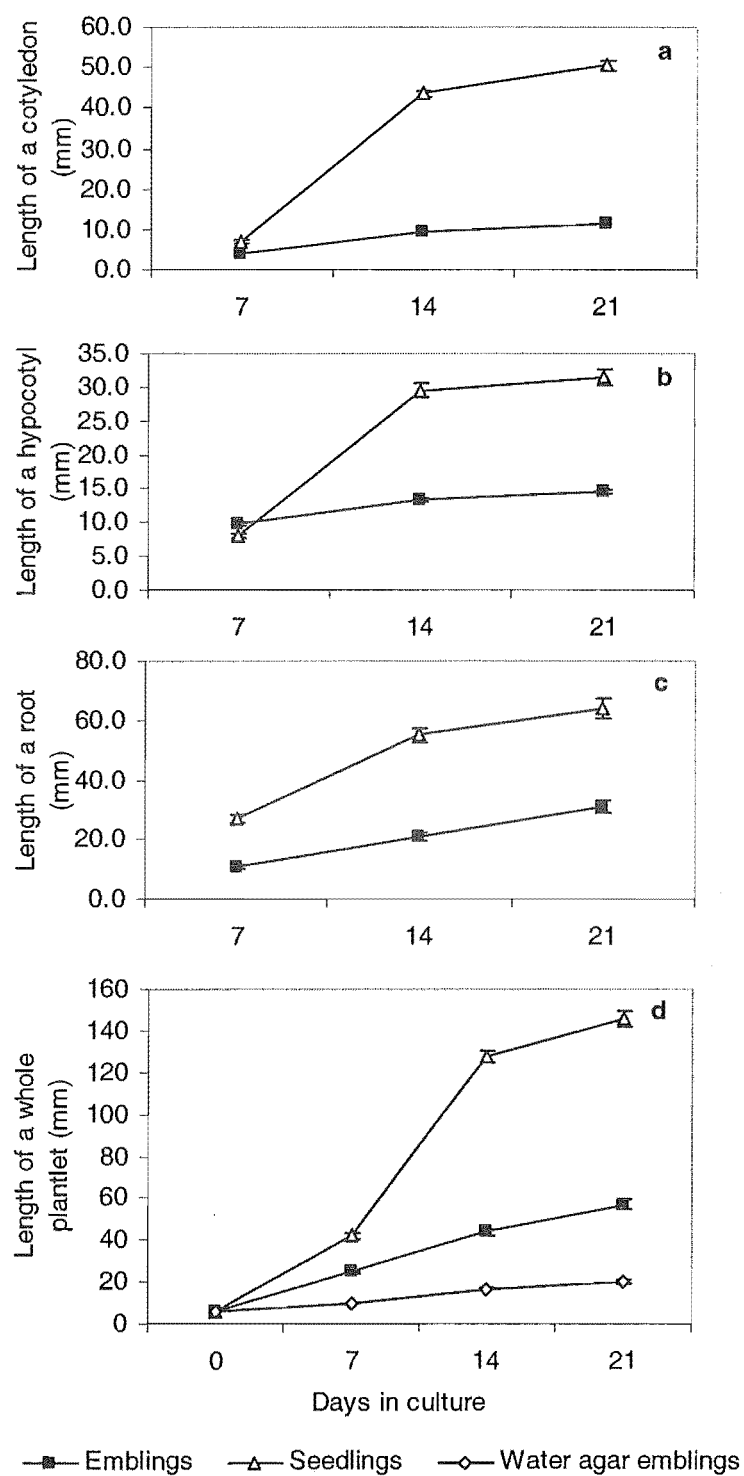 60.0
50.0
40.0
30.0
20.0
10.0
0.0
Length of a cotyledon
(mm)
a
7 14 21
35.0
30.0
25.0
20.0
15.0
10.0
5.0
0.0
Length of a hypocotyl
(mm)
b
7 14 21
80.0
60.0
40.0
20.0
0.0
Length of a root
(mm)
c
7 14 21
160
140
120
100
80
60
40
20
0
Length of a whole
plantlet (mm)
d
0 7 14 21
Days in culture
Emblings Seedlings Water agar emblings